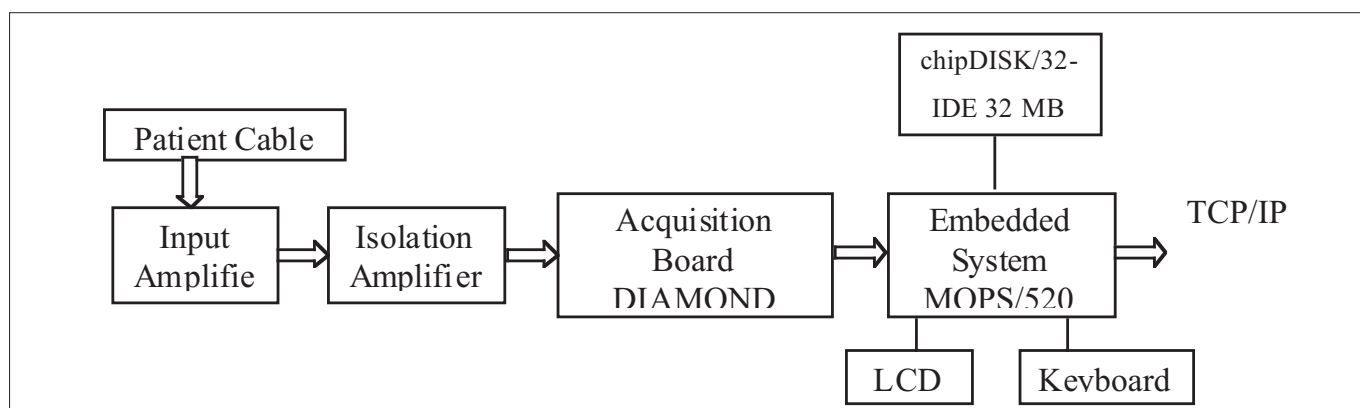 chipDISK/32-
IDE 32 MB
Patient Cable
Input
Amplifie
Isolation
Amplifier
Acquisition
Board
DIAMOND
Embedded
System
MOPS/520
TCP/IP
LCD
Keyboard